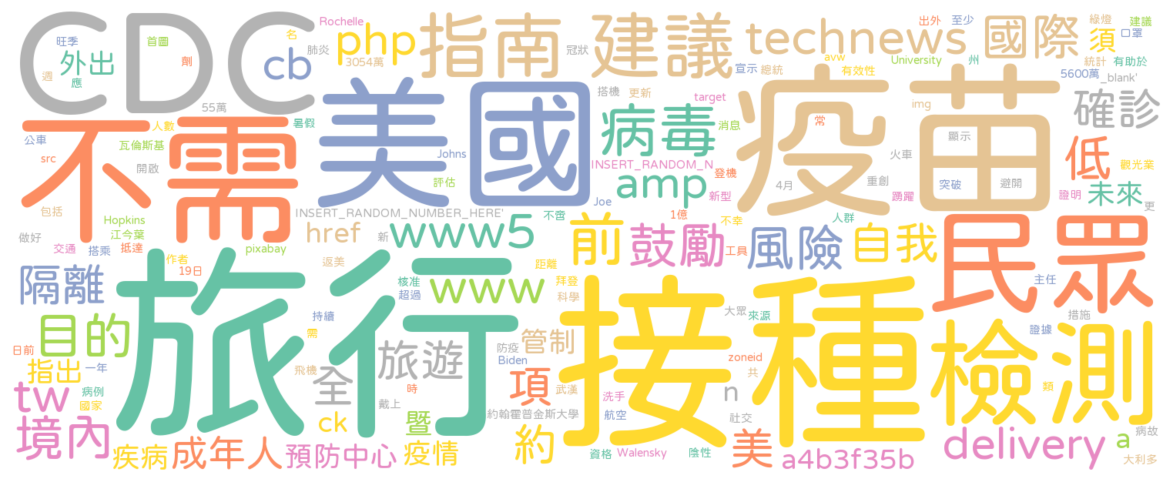 CDC
旺季
首圖
週
應
外出
cb
55萬
劑
Rochelle
名
php
3054萬
肺炎
指南
冠狀
建議
宣示
總統
technews
avw
有效性
出外
University
至少
國際
州
綠燈
須
統計
口罩
建議
有助於
5600萬
_blank'
不需
公車
src
人數
瓦倫斯基
開啟
暑假
美國
Johns
評估
搭機
更新
target
病毒
消息
INSERT_RANDOM_N
amp
登機
新型
疫苗
常
火車
4月
重創
踴躍
顯示
突破
避開
確診
低
觀光業
證明
未來
更
包括
做好
Hopkins
江今葉
交通
搭乘
抵達
pixabay
作者
19日
INSERT_RANDOM_NUMBER_HERE'
href
新
返美
www5
www
不啻
Joe
前
鼓勵
1億
不幸
工具
風險
人群
自我
民眾
隔離
目的
日前
指出
一年
旅行
核准
超過
持續
需
飛機
距離
拜發
科學
接種
大眾
來源
主任
證據
措施
檢測
tw
病例
國家
境內
疾病
成年人
預防中心
全
ck
旅遊
戴上
暨
疫情
時
防疫
Biden
管制
項
武漢
約翰霍普金斯大學
約
洗手
航空
資格
Walensky
陰性
zoneid
共
n
社交
美
a4b3f35b
delivery
類
a
病故
大利多
img